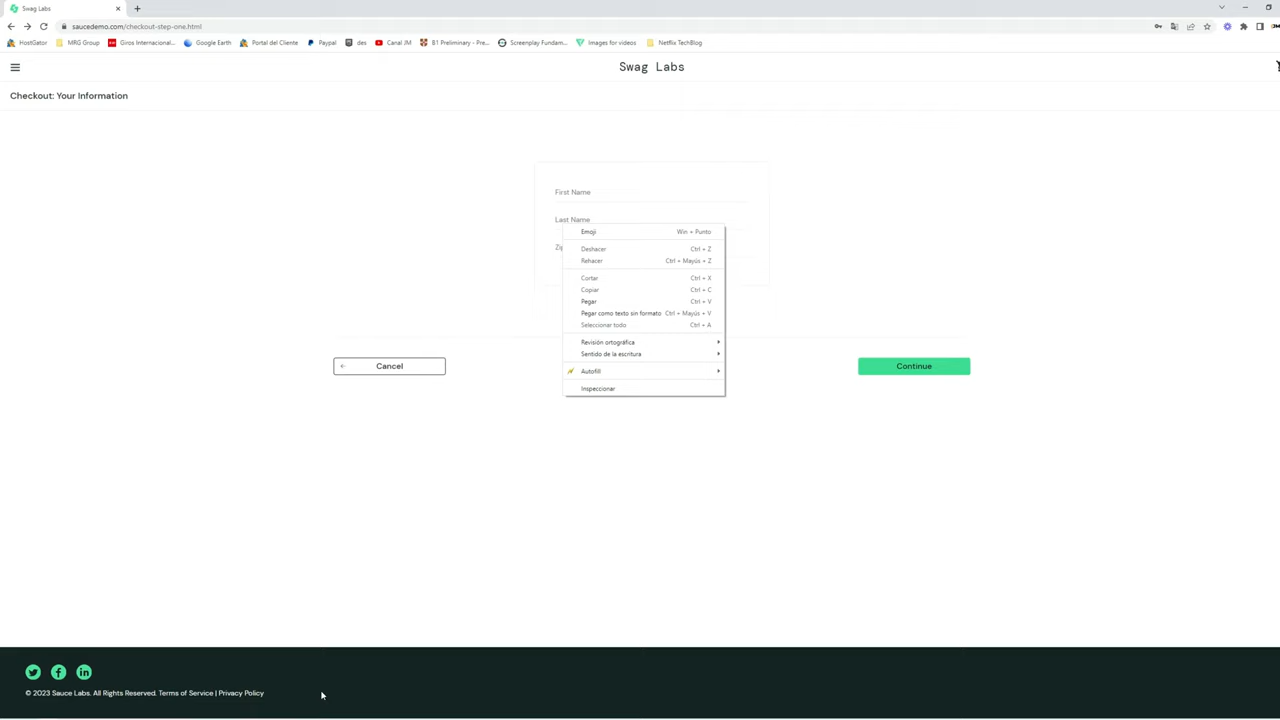 Swag Labs
saucedemo.com/checkout-step-one.html
HostGator MRG Group Giros Internacional... Google Earth Portal del Cliente Paypal des Canal JM B1 Preliminary - Pre... Screenplay Fundam... Images for videos Netflix TechBlog
Swag Labs
Checkout: Your Information
First Name
Last Name
Zip
Emoji Win + Punto
Deshacer Ctrl + Z
Rehacer Ctrl + Mayús + Z
Cortar Ctrl + X
Copiar Ctrl + C
Pegar Ctrl + V
Pegar como texto sin formato Ctrl + Mayús + V
Seleccionar todo Ctrl + A
Revisión ortográfica
Sentido de la escritura
Autofill
Inspeccionar
Cancel
Continue
© 2023 Sauce Labs. All Rights Reserved. Terms of Service | Privacy Policy